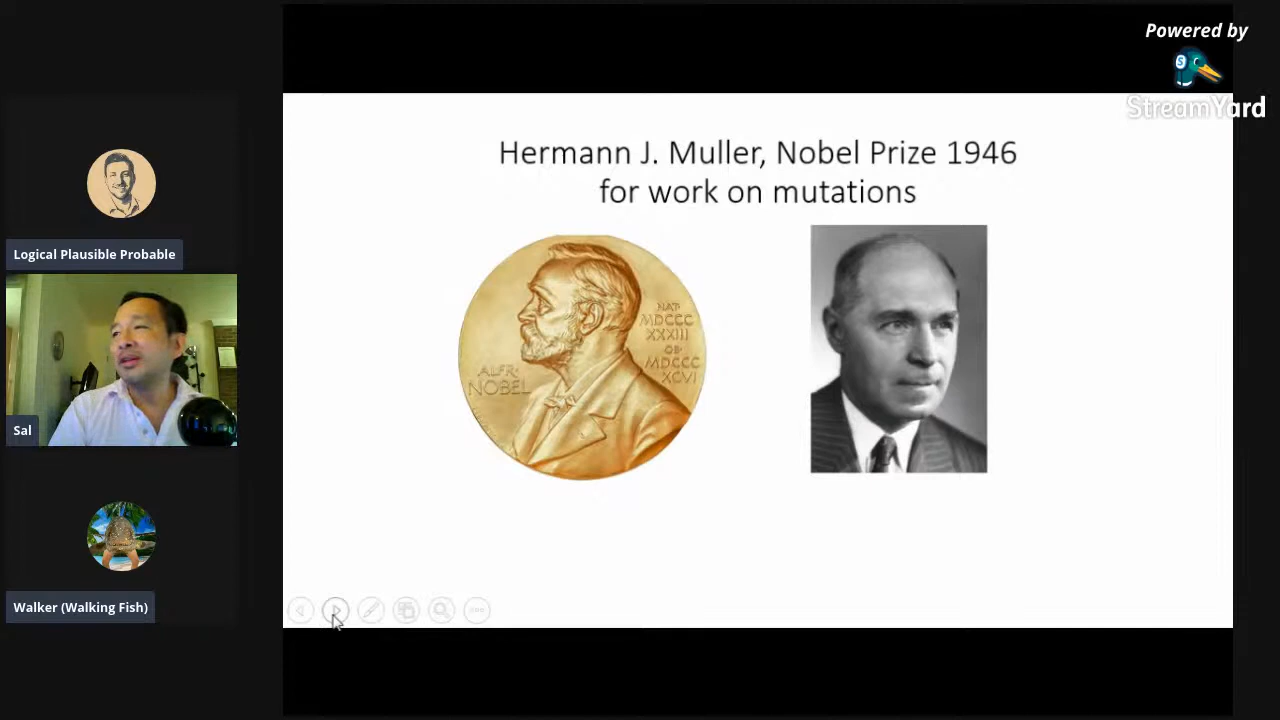 Powered by
StreamYard
Hermann J. Muller, Nobel Prize 1946
for work on mutations
ALFR·
NOBEL
NAT·
MDCCC
XXXIII
OB·
MDCCC
XCVI
Logical Plausible Probable
Sal
Walker (Walking Fish)